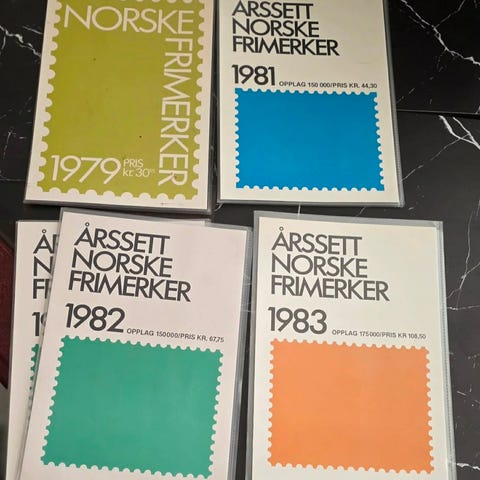 NORSKE
FRIMERKER
1979 PRIS
kr. 30
ÅRSSETT
NORSKE
FRIMERKER
1981 OPPLAG 150 000/PRIS KR. 44,30
ÅRSSETT
NORSKE
FRIMERKER
1982 OPPLAG 150000/PRIS KR. 67,75
ÅRSSETT
NORSKE
FRIMERKER
1983 OPPLAG 175000/PRIS KR 108,50